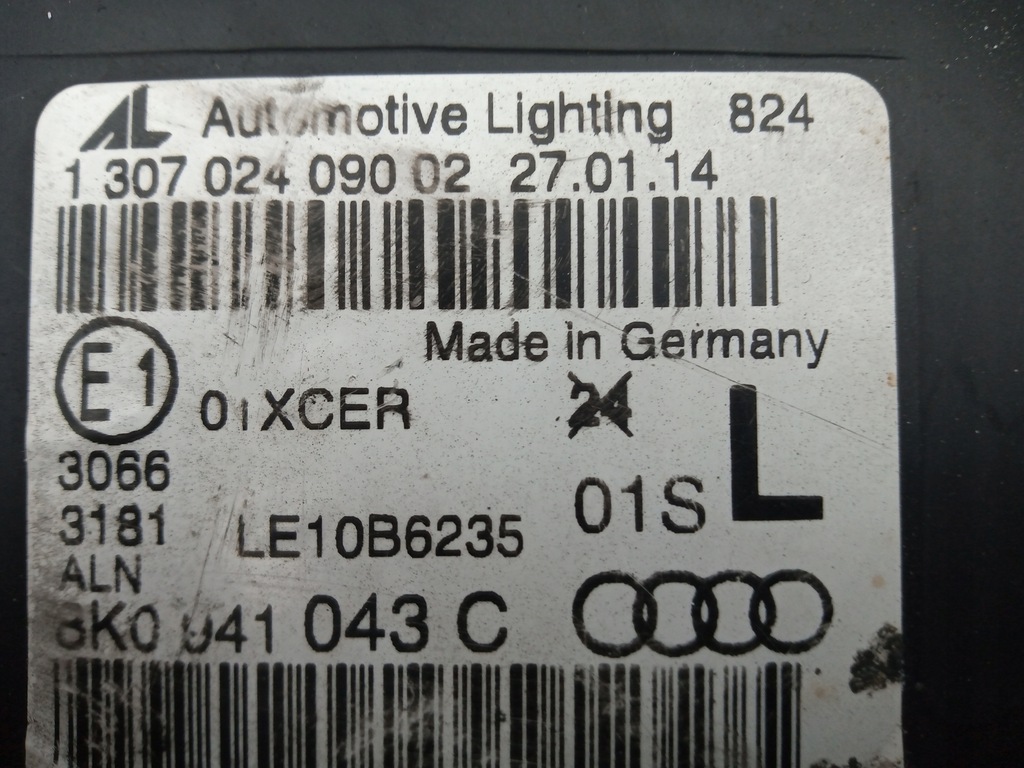 AL Automotive Lighting 824
1 307 024 090 02 27.01.14
Made in Germany
E1 01XCER 24
3066
3181 LE10B6235 01S L
ALN
8K0 941 043 C